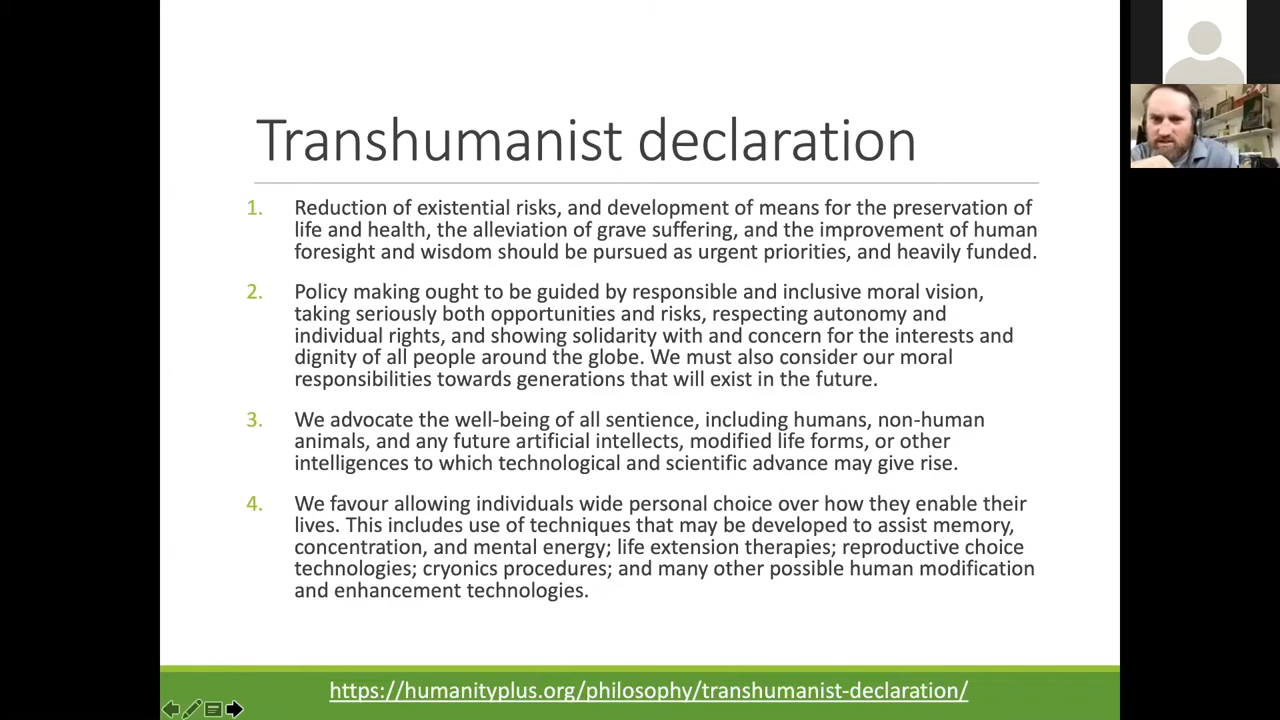 Transhumanist declaration
1. Reduction of existential risks, and development of means for the preservation of
life and health, the alleviation of grave suffering, and the improvement of human
foresight and wisdom should be pursued as urgent priorities, and heavily funded.
2. Policy making ought to be guided by responsible and inclusive moral vision,
taking seriously both opportunities and risks, respecting autonomy and
individual rights, and showing solidarity with and concern for the interests and
dignity of all people around the globe. We must also consider our moral
responsibilities towards generations that will exist in the future.
3. We advocate the well-being of all sentience, including humans, non-human
animals, and any future artificial intellects, modified life forms, or other
intelligences to which technological and scientific advance may give rise.
4. We favour allowing individuals wide personal choice over how they enable their
lives. This includes use of techniques that may be developed to assist memory,
concentration, and mental energy; life extension therapies; reproductive choice
technologies; cryonics procedures; and many other possible human modification
and enhancement technologies.
https://humanityplus.org/philosophy/transhumanist-declaration/